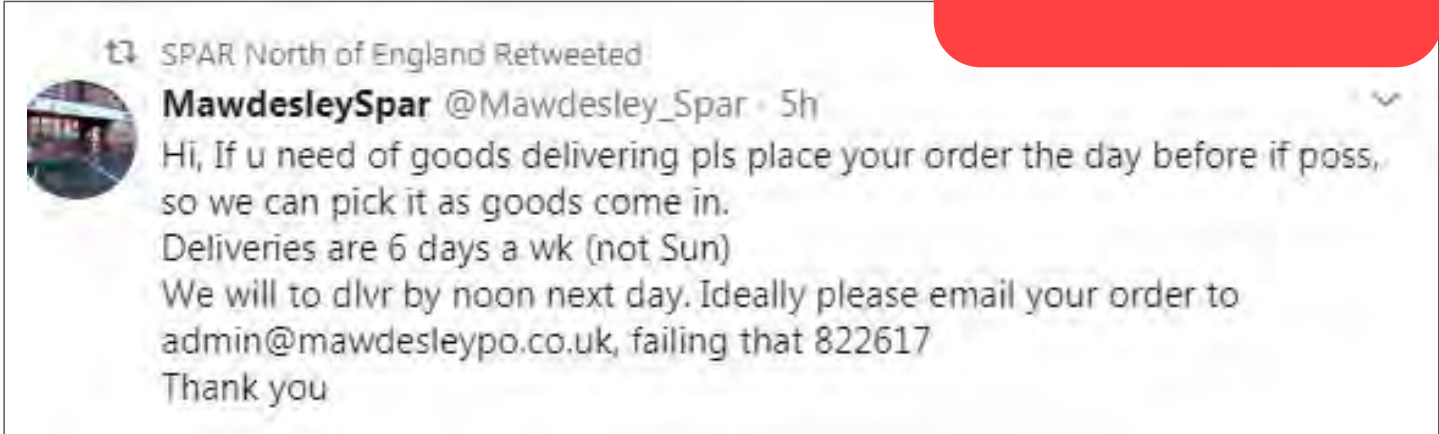 SPAR North of England Retweeted
MawdesleySpar @Mawdesley_Spar · 5h
Hi, If u need of goods delivering pls place your order the day before if poss,
so we can pick it as goods come in.
Deliveries are 6 days a wk (not Sun)
We will to dlvr by noon next day. Ideally please email your order to
admin@mawdesleypo.co.uk, failing that 822617
Thank you